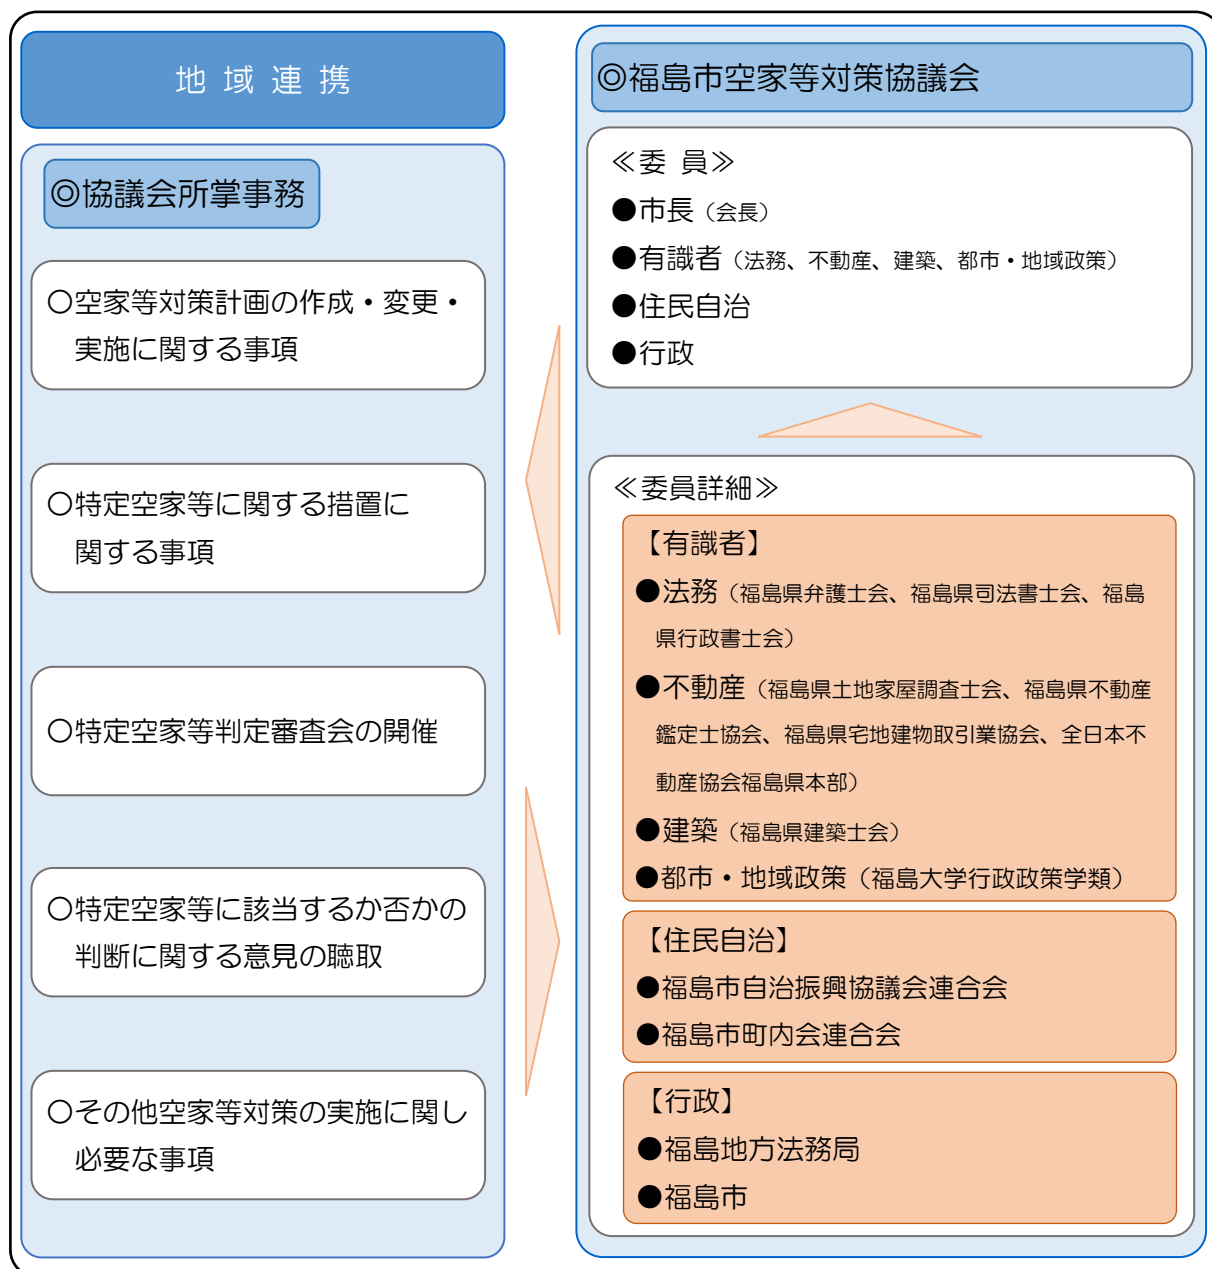 地域連携
◎協議会所掌事務
〇空家等対策計画の作成・変更・
実施に関する事項
〇特定空家等に関する措置に
関する事項
〇特定空家等判定審査会の開催
〇特定空家等に該当するか否かの
判断に関する意見の聴取
〇その他空家等対策の実施に関し
必要な事項
◎福島市空家等対策協議会
≪委 員≫
●市長（会長）
●有識者（法務、不動産、建築、都市・地域政策）
●住民自治
●行政
≪委員詳細≫
【有識者】
●法務（福島県弁護士会、福島県司法書士会、福島
県行政書士会）
●不動産（福島県土地家屋調査士会、福島県不動産
鑑定士協会、福島県宅地建物取引業協会、全日本不
動産協会福島県本部）
●建築（福島県建築士会）
●都市・地域政策（福島大学行政政策学類）
【住民自治】
●福島市自治振興協議会連合会
●福島市町内会連合会
【行政】
●福島地方法務局
●福島市